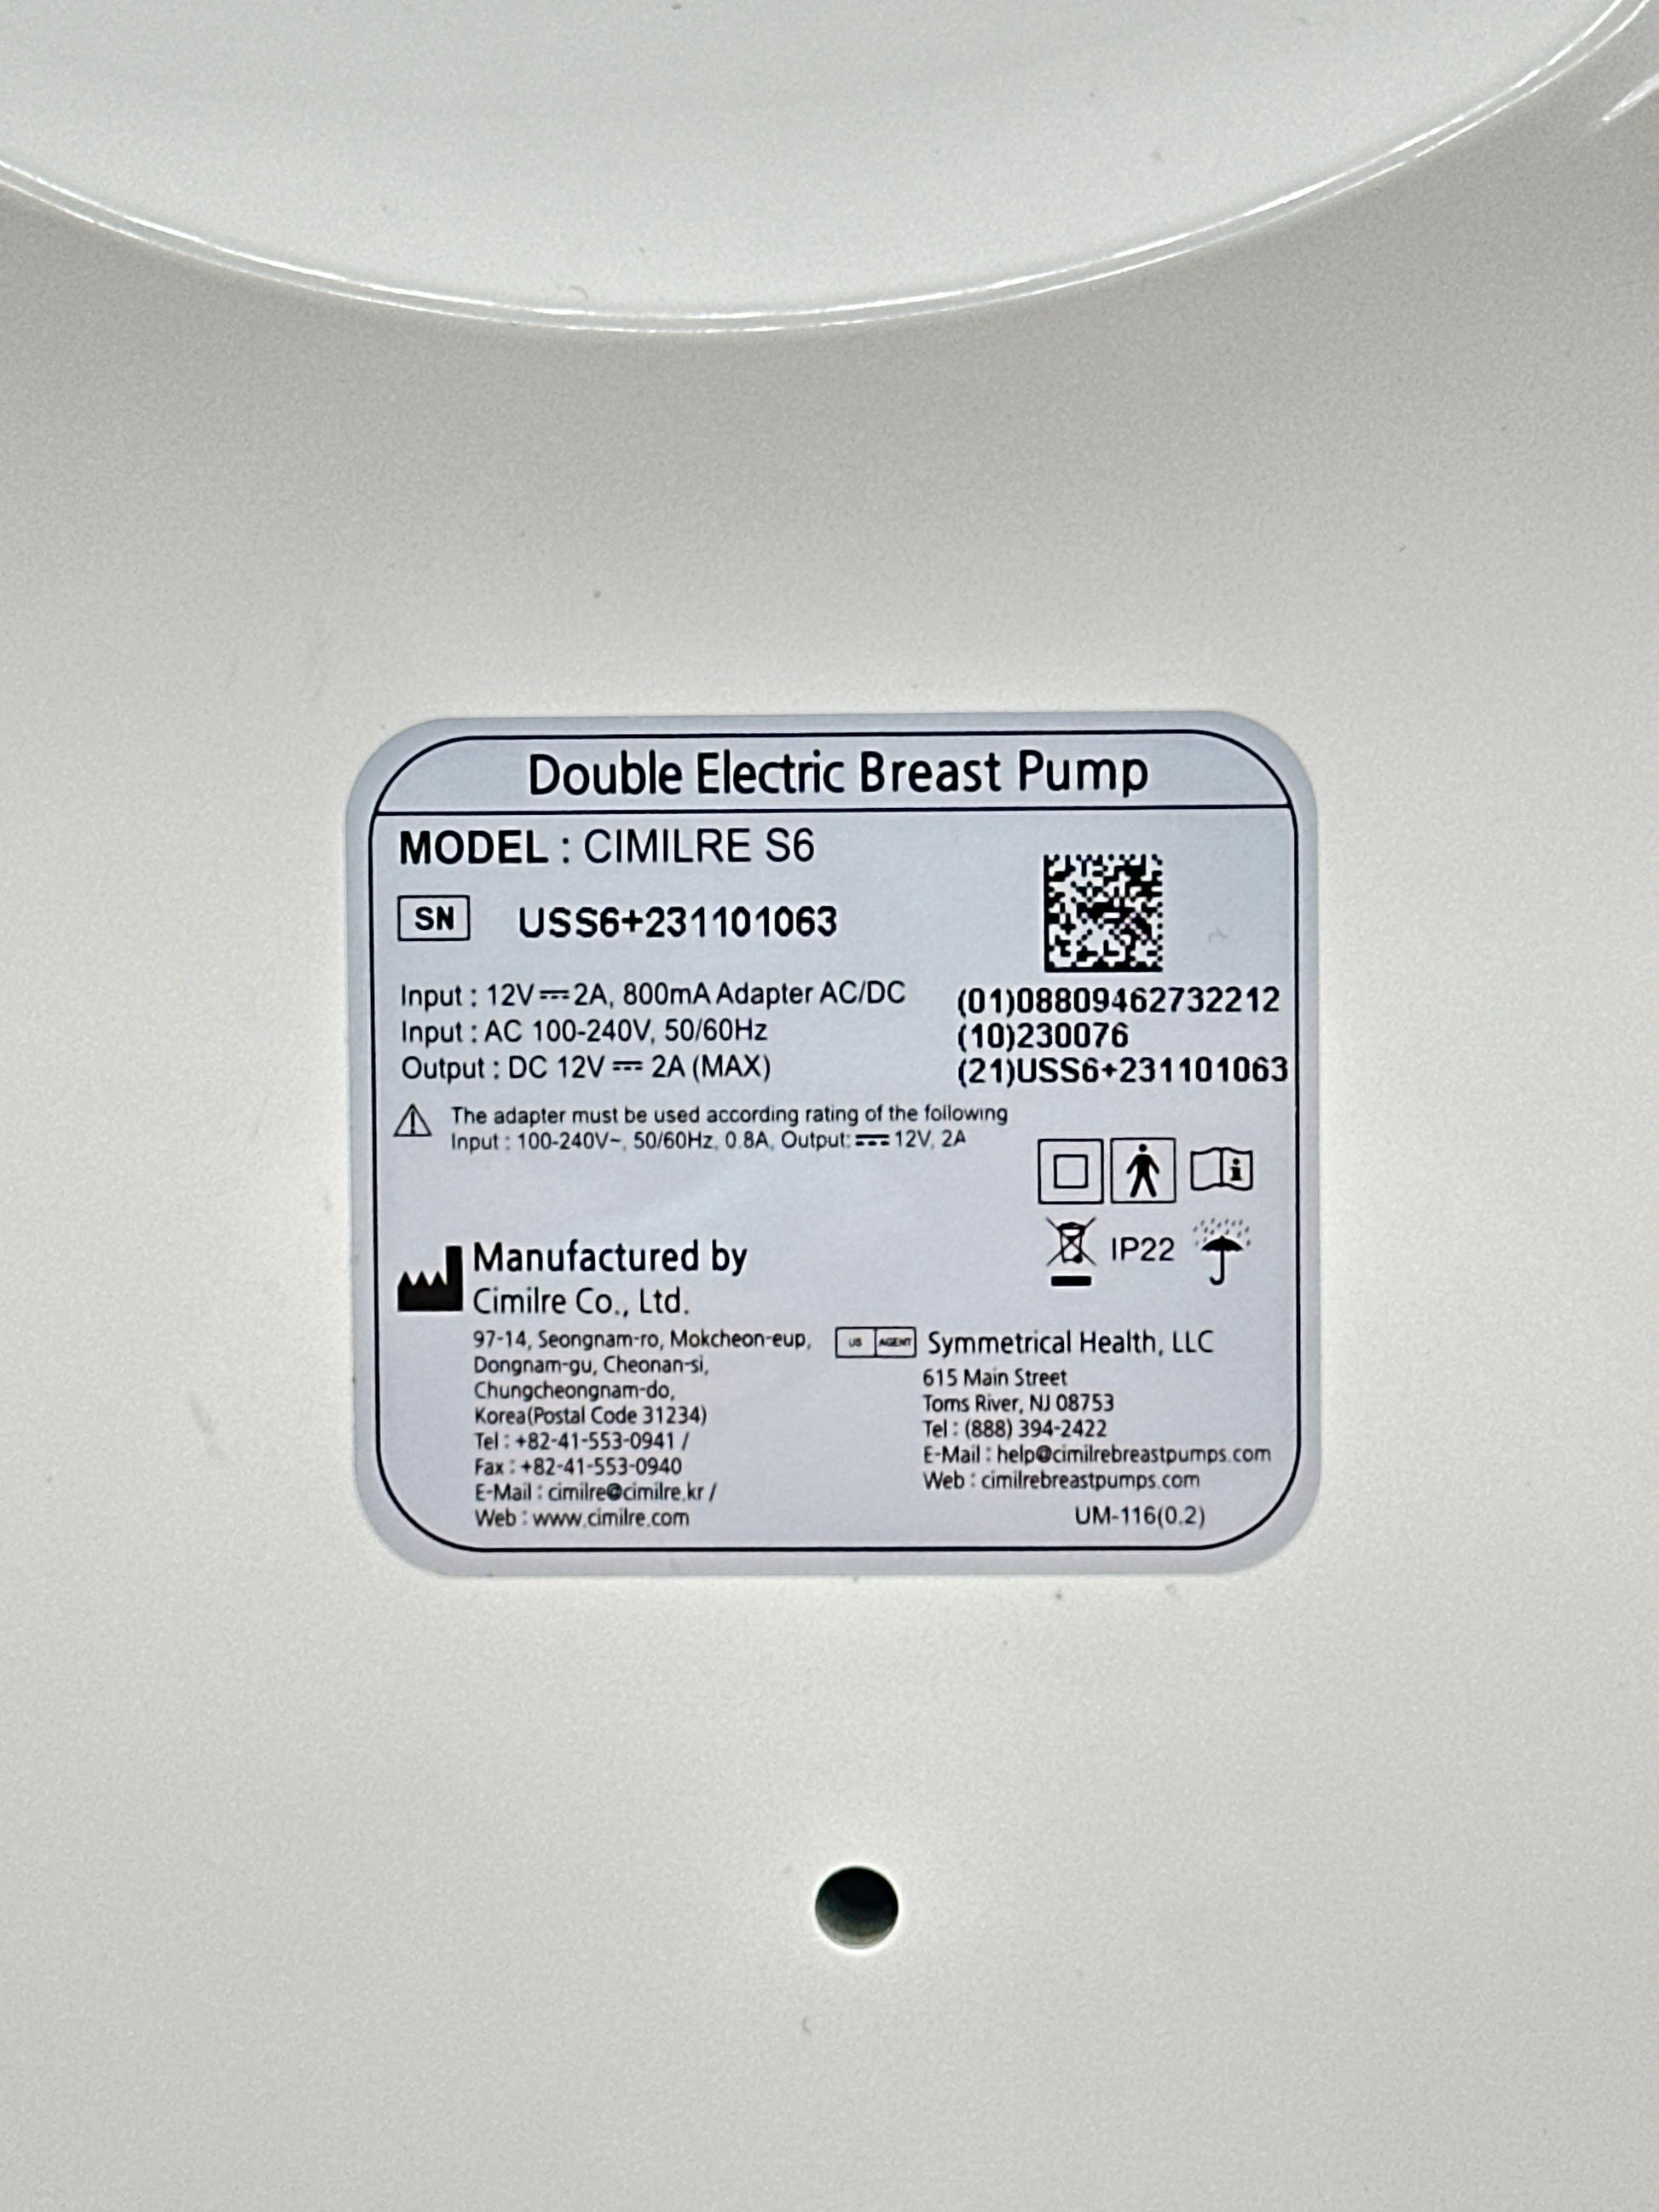 Double Electric Breast Pump
MODEL : CIMILRE S6
SN USS6+231101063
Input : 12V⎓2A, 800mA Adapter AC/DC
Input : AC 100-240V, 50/60Hz
Output : DC 12V ⎓ 2A (MAX)
(01)08809462732212
(10)230076
(21)USS6+231101063
The adapter must be used according rating of the following
Input : 100-240V~, 50/60Hz, 0.8A, Output: ⎓ 12V, 2A
IP22
Manufactured by
Cimilre Co., Ltd.
97-14, Seongnam-ro, Mokcheon-eup,
Dongnam-gu, Cheonan-si,
Chungcheongnam-do,
Korea(Postal Code 31234)
Tel : +82-41-553-0941 /
Fax : +82-41-553-0940
E-Mail : cimilre@cimilre.kr /
Web : www.cimilre.com
US AGENT Symmetrical Health, LLC
615 Main Street
Toms River, NJ 08753
Tel : (888) 394-2422
E-Mail : help@cimilrebreastpumps.com
Web : cimilrebreastpumps.com
UM-116(0.2)